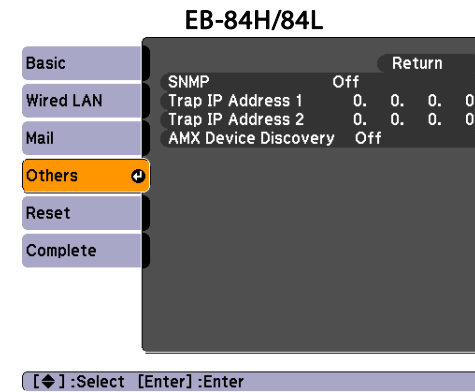 EB-84H/84L
Basic
Wired LAN
Mail
Others
Reset
Complete
Return
SNMP Off
Trap IP Address 1 0. 0. 0. 0
Trap IP Address 2 0. 0. 0. 0
AMX Device Discovery Off
[◆] :Select [Enter] :Enter